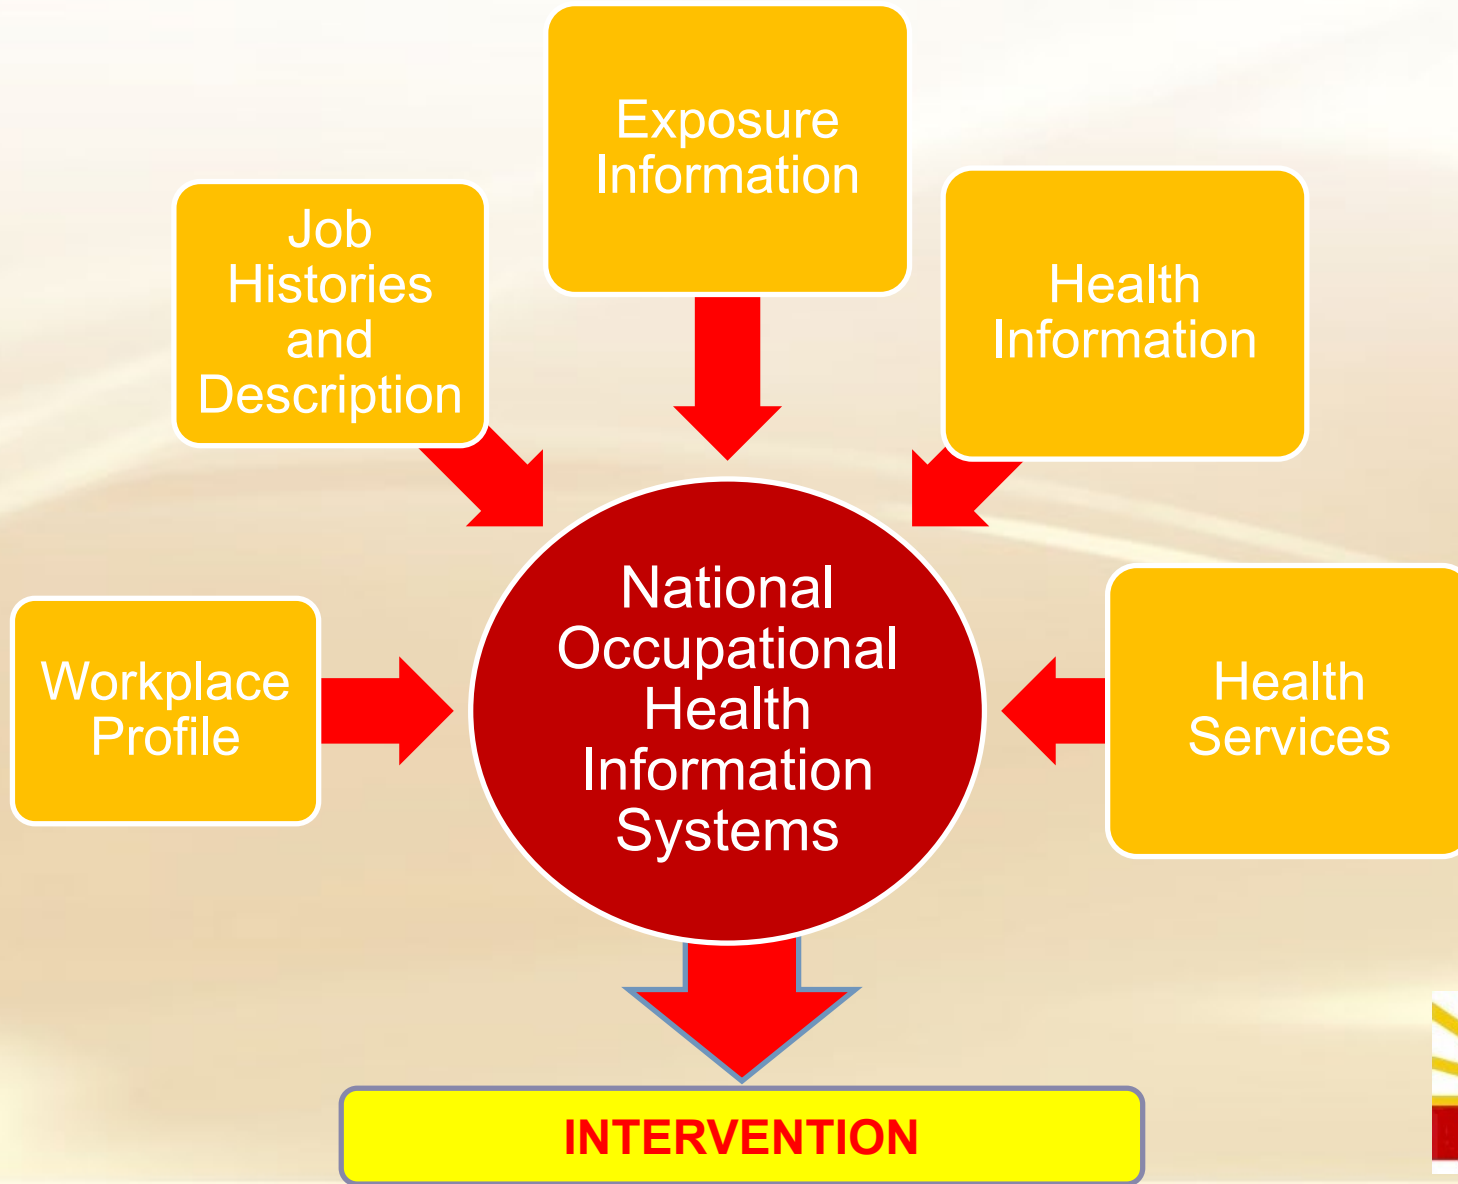 Exposure
Information
Job
Histories
and
Description
Health
Information
Workplace
Profile
National
Occupational
Health
Information
Systems
Health
Services
INTERVENTION